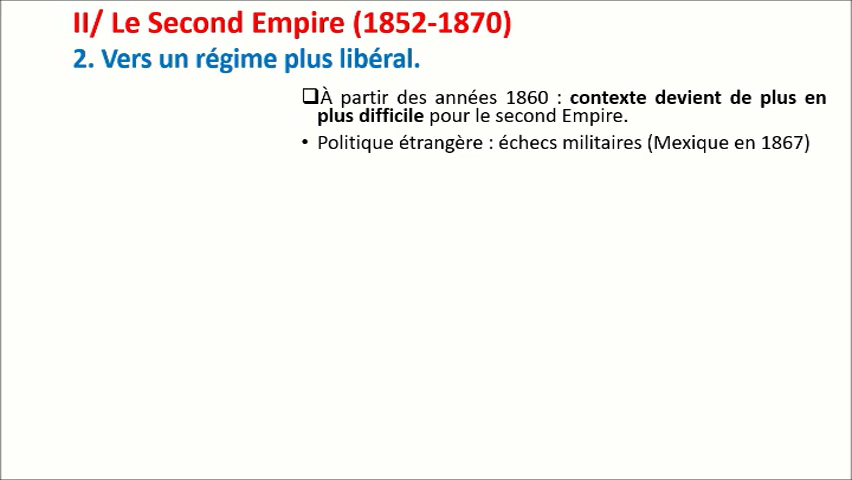 II/ Le Second Empire (1852-1870)
2. Vers un régime plus libéral.
❑À partir des années 1860 : contexte devient de plus en
plus difficile pour le second Empire.
• Politique étrangère : échecs militaires (Mexique en 1867)